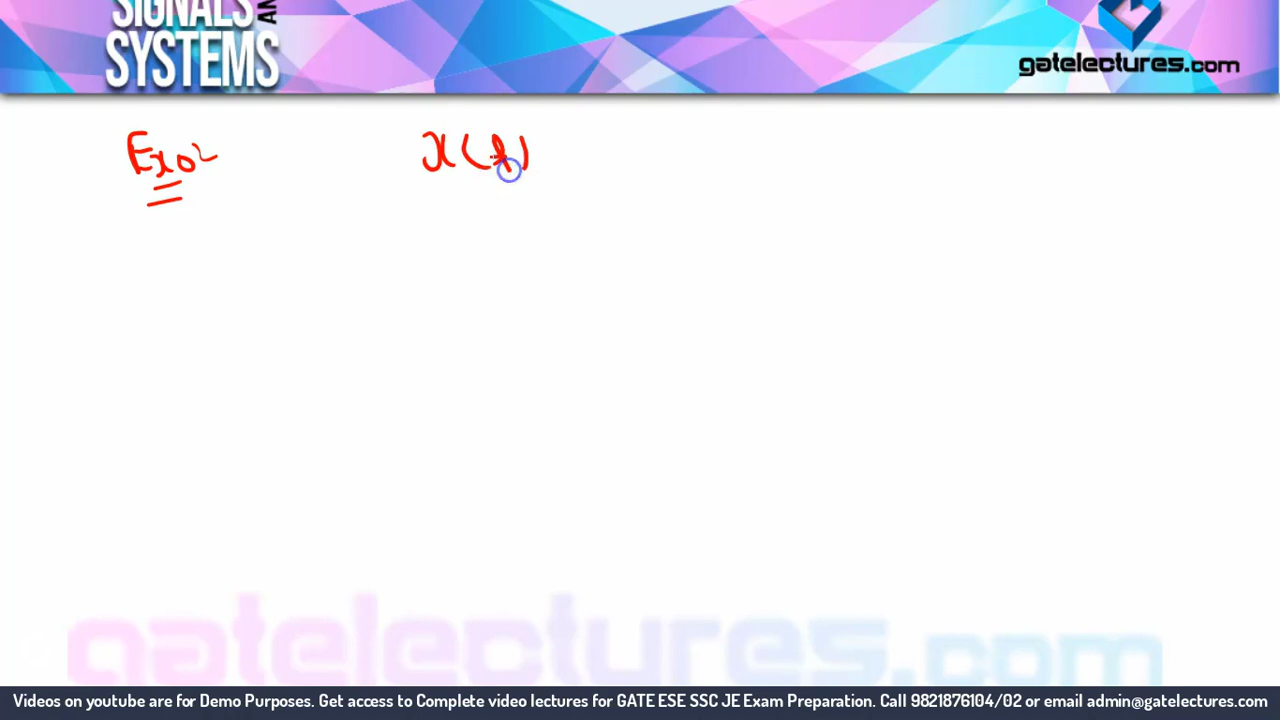 SIGNALS AND
SYSTEMS
gatelectures.com
Ex02
gatelectures.com
Videos on youtube are for Demo Purposes. Get access to Complete video lectures for GATE ESE SSC JE Exam Preparation. Call 9821876104/02 or email admin@gatelectures.com